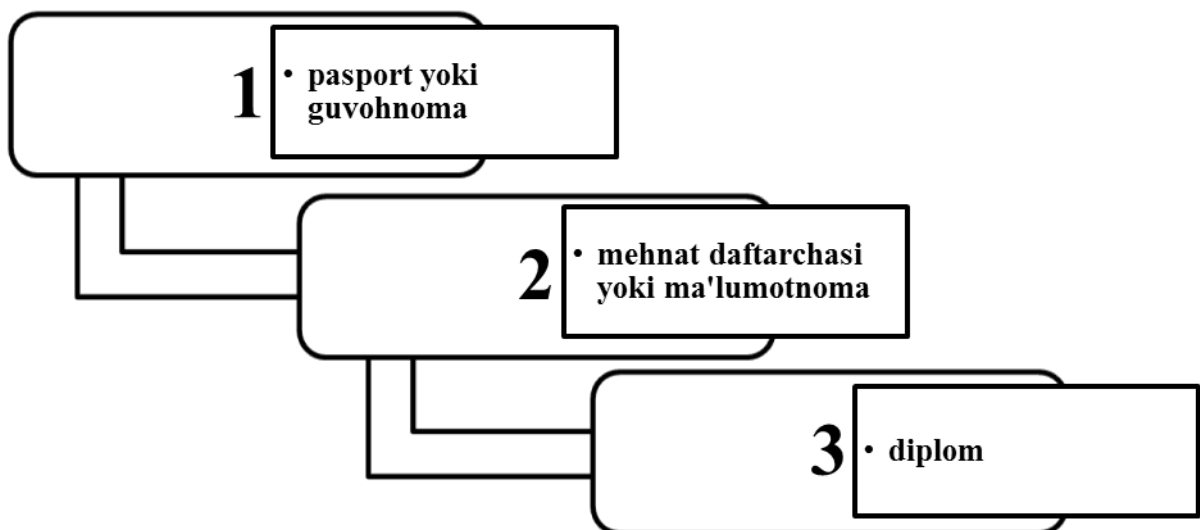 1
• pasport yoki
guvohnoma
2
• mehnat daftarchasi
yoki ma'lumotnoma
3
• diplom